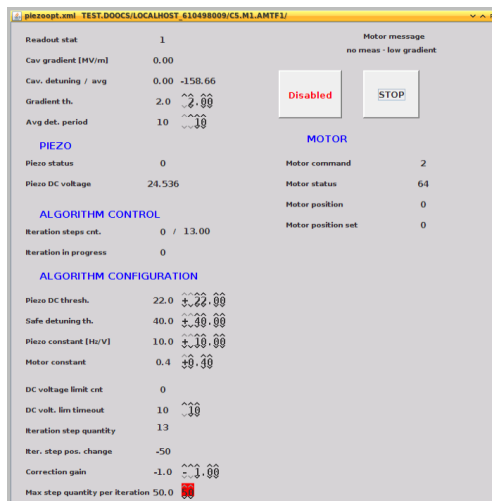 piezoopt.xml TEST.DOOCS/LOCALHOST_610498009/C5.M1.AMTF1/
Readout stat 1
Cav gradient [MV/m] 0.00
Cav. detuning / avg 0.00 -158.66
Gradient th. 2.0 2.00
Avg det. period 10 10
PIEZO
Piezo status 0
Piezo DC voltage 24.536
ALGORITHM CONTROL
Iteration steps cnt. 0 / 13.00
Iteration in progress 0
ALGORITHM CONFIGURATION
Piezo DC thresh. 22.0 + 22.00
Safe detuning th. 40.0 + 40.00
Piezo constant [Hz/V] 10.0 + 10.00
Motor constant 0.4 +0.40
DC voltage limit cnt 0
DC volt. lim timeout 10 10
Iteration step quantity 13
Iter. step pos. change -50
Correction gain -1.0 - 1.00
Max step quantity per iteration 50.0 50
Motor message
no meas - low gradient
Disabled STOP
MOTOR
Motor command 2
Motor status 64
Motor position 0
Motor position set 0